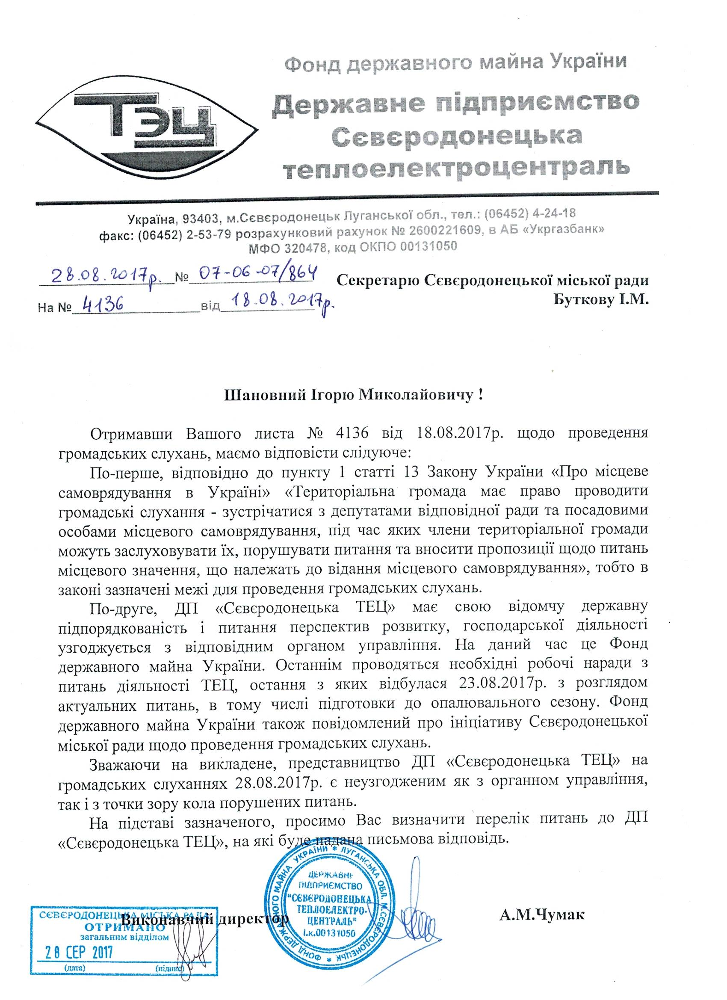 Фонд державного майна України
ТЭЦ
Державне підприємство
Сєвєродонецька
теплоелектроцентраль
Україна, 93403, м.Сєвєродонецьк Луганської обл., тел.: (06452) 4-24-18
факс: (06452) 2-53-79 розрахунковий рахунок № 2600221609, в АБ «Укргазбанк»
МФО 320478, код ОКПО 00131050
28.08.2017р. № 07-06-07/864
Секретарю Сєвєродонецької міської ради
Буткову І.М.
На № 4136 від 18.08.2017р.
Шановний Ігорю Миколайовичу !
Отримавши Вашого листа № 4136 від 18.08.2017р. щодо проведення
громадських слухань, маємо відповісти слідуюче:
По-перше, відповідно до пункту 1 статті 13 Закону України «Про місцеве
самоврядування в Україні» «Територіальна громада має право проводити
громадські слухання - зустрічатися з депутатами відповідної ради та посадовими
особами місцевого самоврядування, під час яких члени територіальної громади
можуть заслуховувати їх, порушувати питання та вносити пропозиції щодо питань
місцевого значення, що належать до відання місцевого самоврядування», тобто в
законі зазначені межі для проведення громадських слухань.
По-друге, ДП «Сєвєродонецька ТЕЦ» має свою відомчу державну
підпорядкованість і питання перспектив розвитку, господарської діяльності
узгоджується з відповідним органом управління. На даний час це Фонд
державного майна України. Останнім проводяться необхідні робочі наради з
питань діяльності ТЕЦ, остання з яких відбулася 23.08.2017р. з розглядом
актуальних питань, в тому числі підготовки до опалювального сезону. Фонд
державного майна України також повідомлений про ініціативу Сєвєродонецької
міської ради щодо проведення громадських слухань.
Зважаючи на викладене, представництво ДП «Сєвєродонецька ТЕЦ» на
громадських слуханнях 28.08.2017р. є неузгодженим як з органном управління,
так і з точки зору кола порушених питань.
На підставі зазначеного, просимо Вас визначити перелік питань до ДП
«Сєвєродонецька ТЕЦ», на які буде надана письмова відповідь.
Виконавчий директор
А.М.Чумак
ФОНД ДЕРЖАВНОГО МАЙНА УКРАЇНИ * ЛУГАНСЬКА ОБЛ. М.СЄВЄРОДОНЕЦЬК *
ДЕРЖАВНЕ
ПІДПРИЄМСТВО
"СЄВЄРОДОНЕЦЬКА
ТЕПЛОЕЛЕКТРО-
ЦЕНТРАЛЬ"
І.к.00131050
СЄВЄРОДОНЕЦЬКА МІСЬКА РАДА
ОТРИМАНО
загальним відділом
28 СЕР 2017
(дата) (підпис)